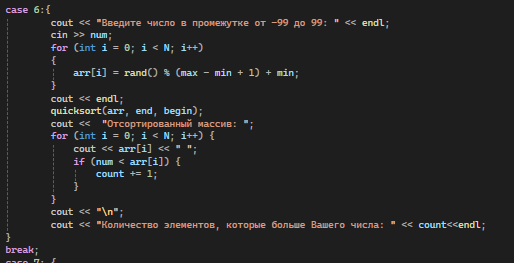 case 6:{
cout << "Введите число в промежутке от -99 до 99: " << endl;
cin >> num;
for (int i = 0; i < N; i++)
{
arr[i] = rand() % (max - min + 1) + min;
}
cout << endl;
quicksort(arr, end, begin);
cout <<  "Отсортированный массив: ";
for (int i = 0; i < N; i++) {
cout << arr[i] << " ";
if (num < arr[i]) {
count += 1;
}
}
cout << "\n";
cout << "Количество элементов, которые больше Вашего числа: " << count<<endl;
}
break;
case 7: {